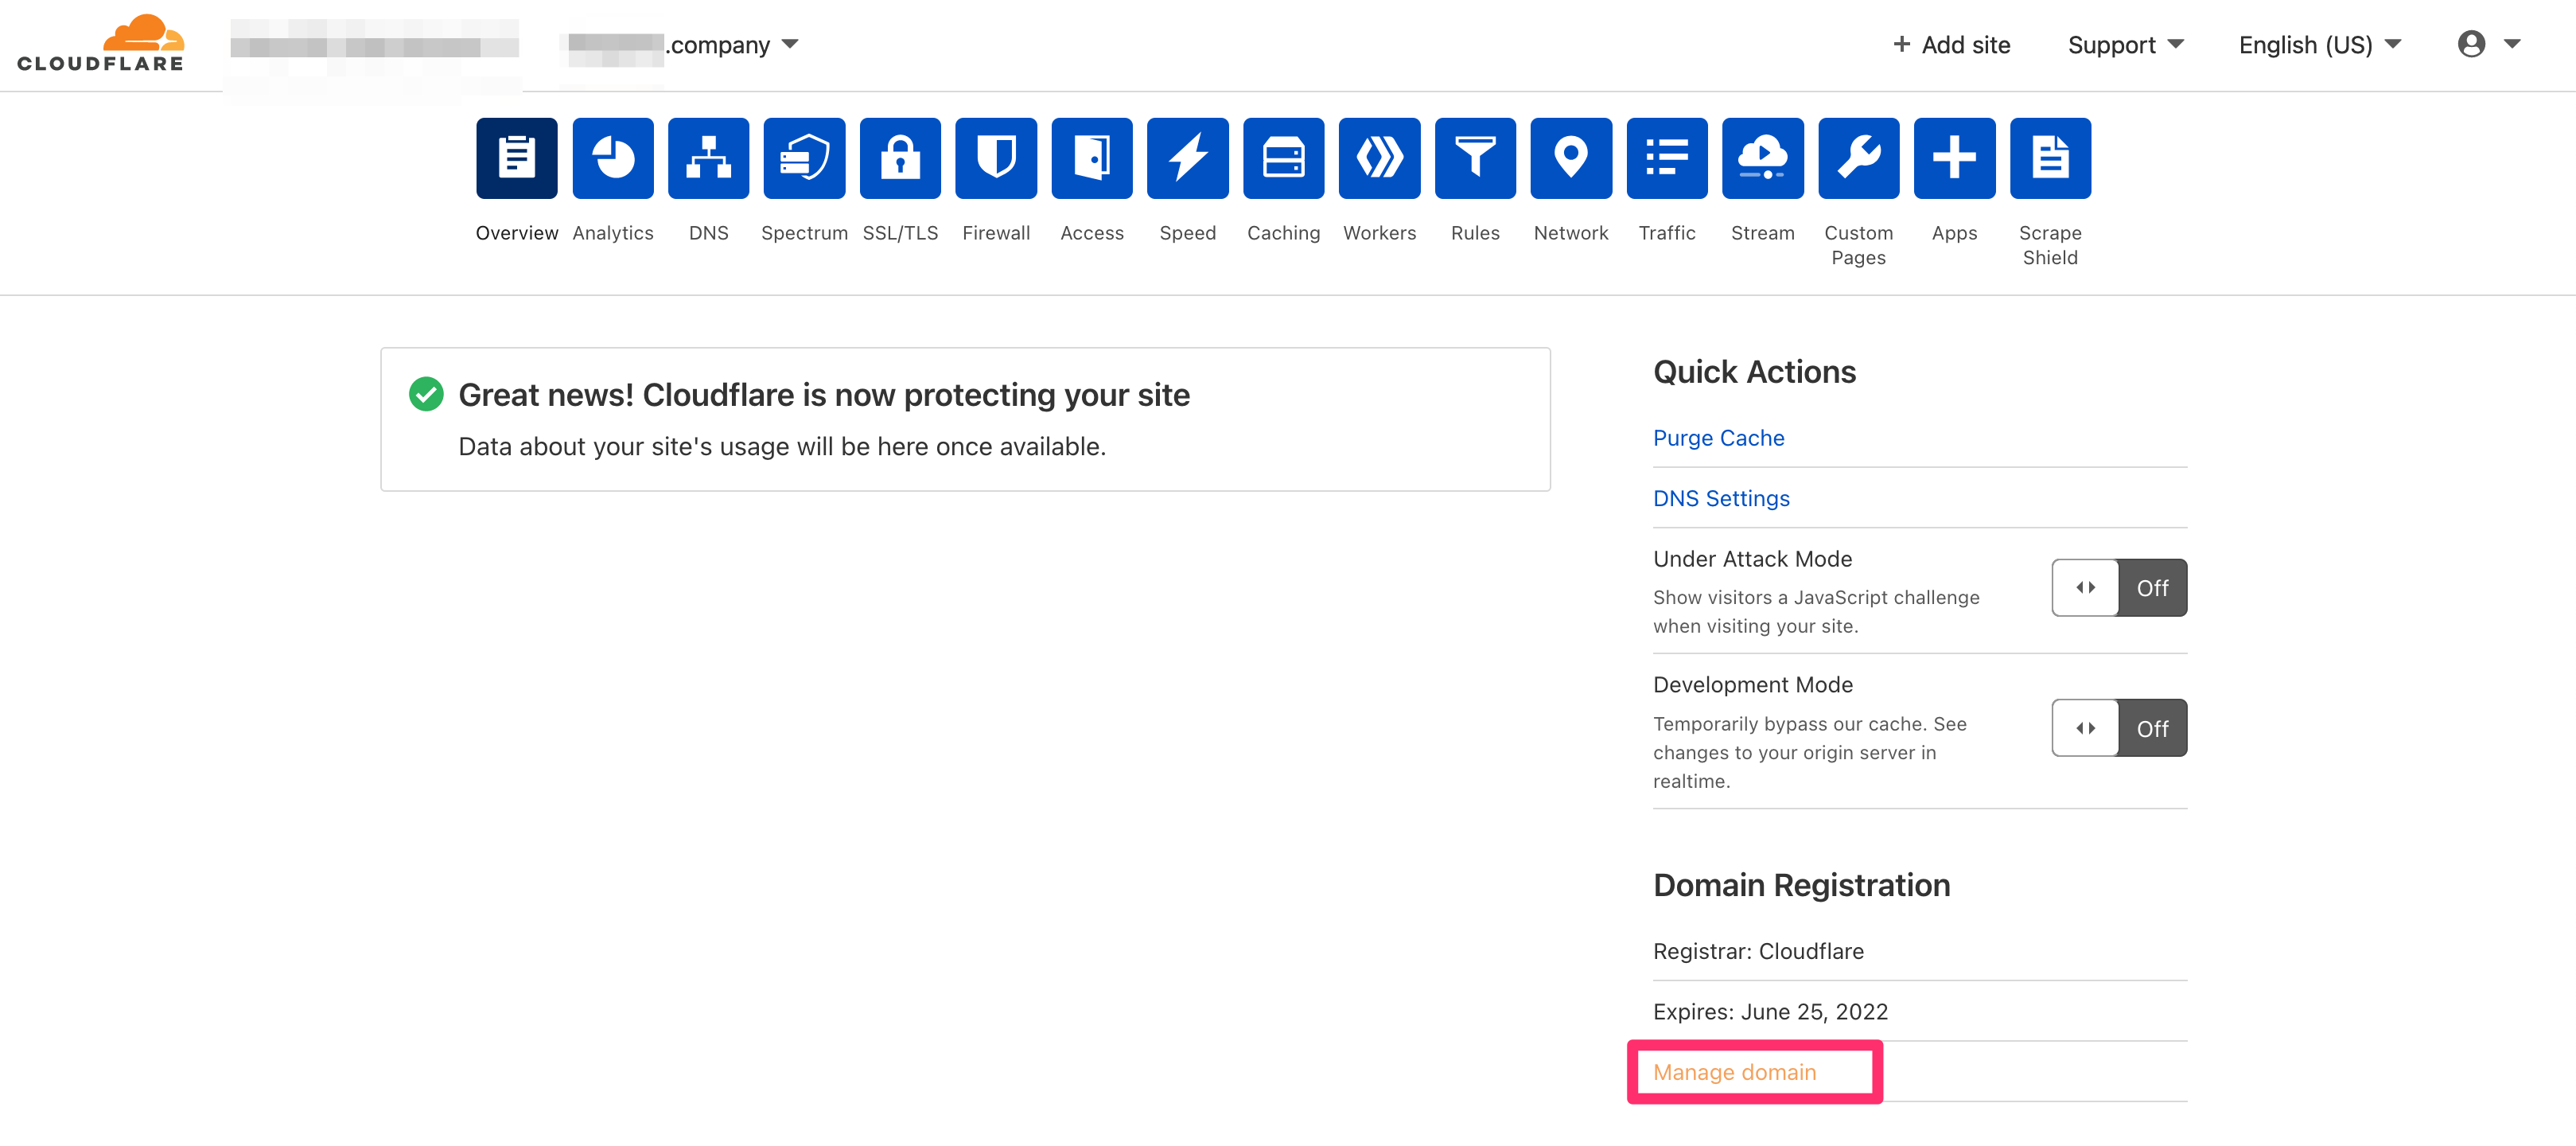 CLOUDFLARE
.company
+ Add site
Support
English (US)
Overview
Analytics
DNS
Spectrum
SSL/TLS
Firewall
Access
Speed
Caching
Workers
Rules
Network
Traffic
Stream
Custom
Pages
Apps
Scrape
Shield
Great news! Cloudflare is now protecting your site
Data about your site's usage will be here once available.
Quick Actions
Purge Cache
DNS Settings
Under Attack Mode
Show visitors a JavaScript challenge
when visiting your site.
Off
Development Mode
Temporarily bypass our cache. See
changes to your origin server in
realtime.
Off
Domain Registration
Registrar: Cloudflare
Expires: June 25, 2022
Manage domain